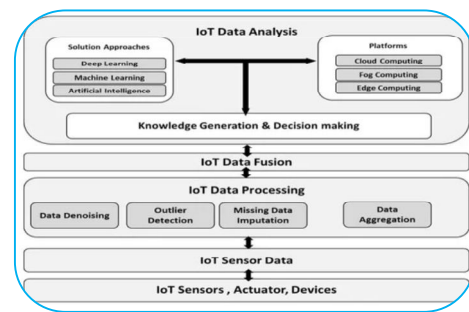 IoT Data Analysis
Solution Approaches
Deep Learning
Machine Learning
Artificial Intelligence
Platforms
Cloud Computing
Fog Computing
Edge Computing
Knowledge Generation & Decision making
IoT Data Fusion
IoT Data Processing
Data Denoising
Outlier
Detection
Missing Data
Imputation
Data
Aggregation
IoT Sensor Data
IoT Sensors , Actuator, Devices